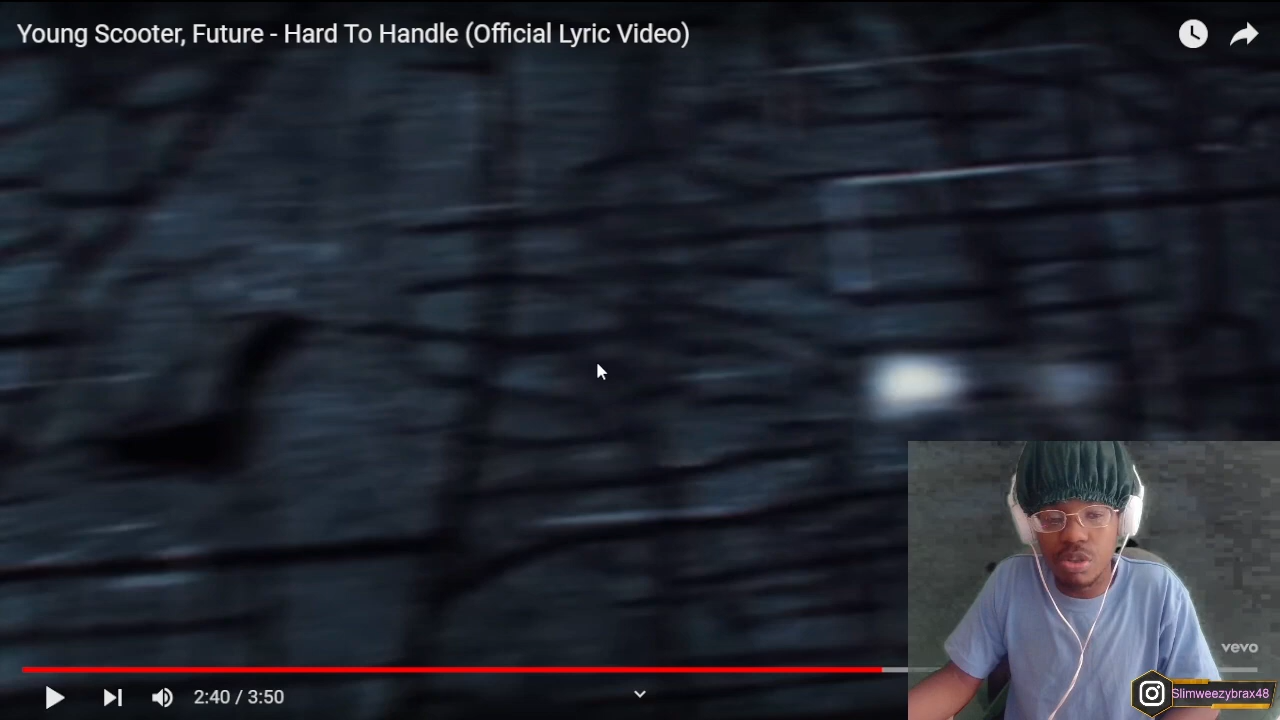 Young Scooter, Future - Hard To Handle (Official Lyric Video)
vevo
Slimweezybrax48
2:40 / 3:50